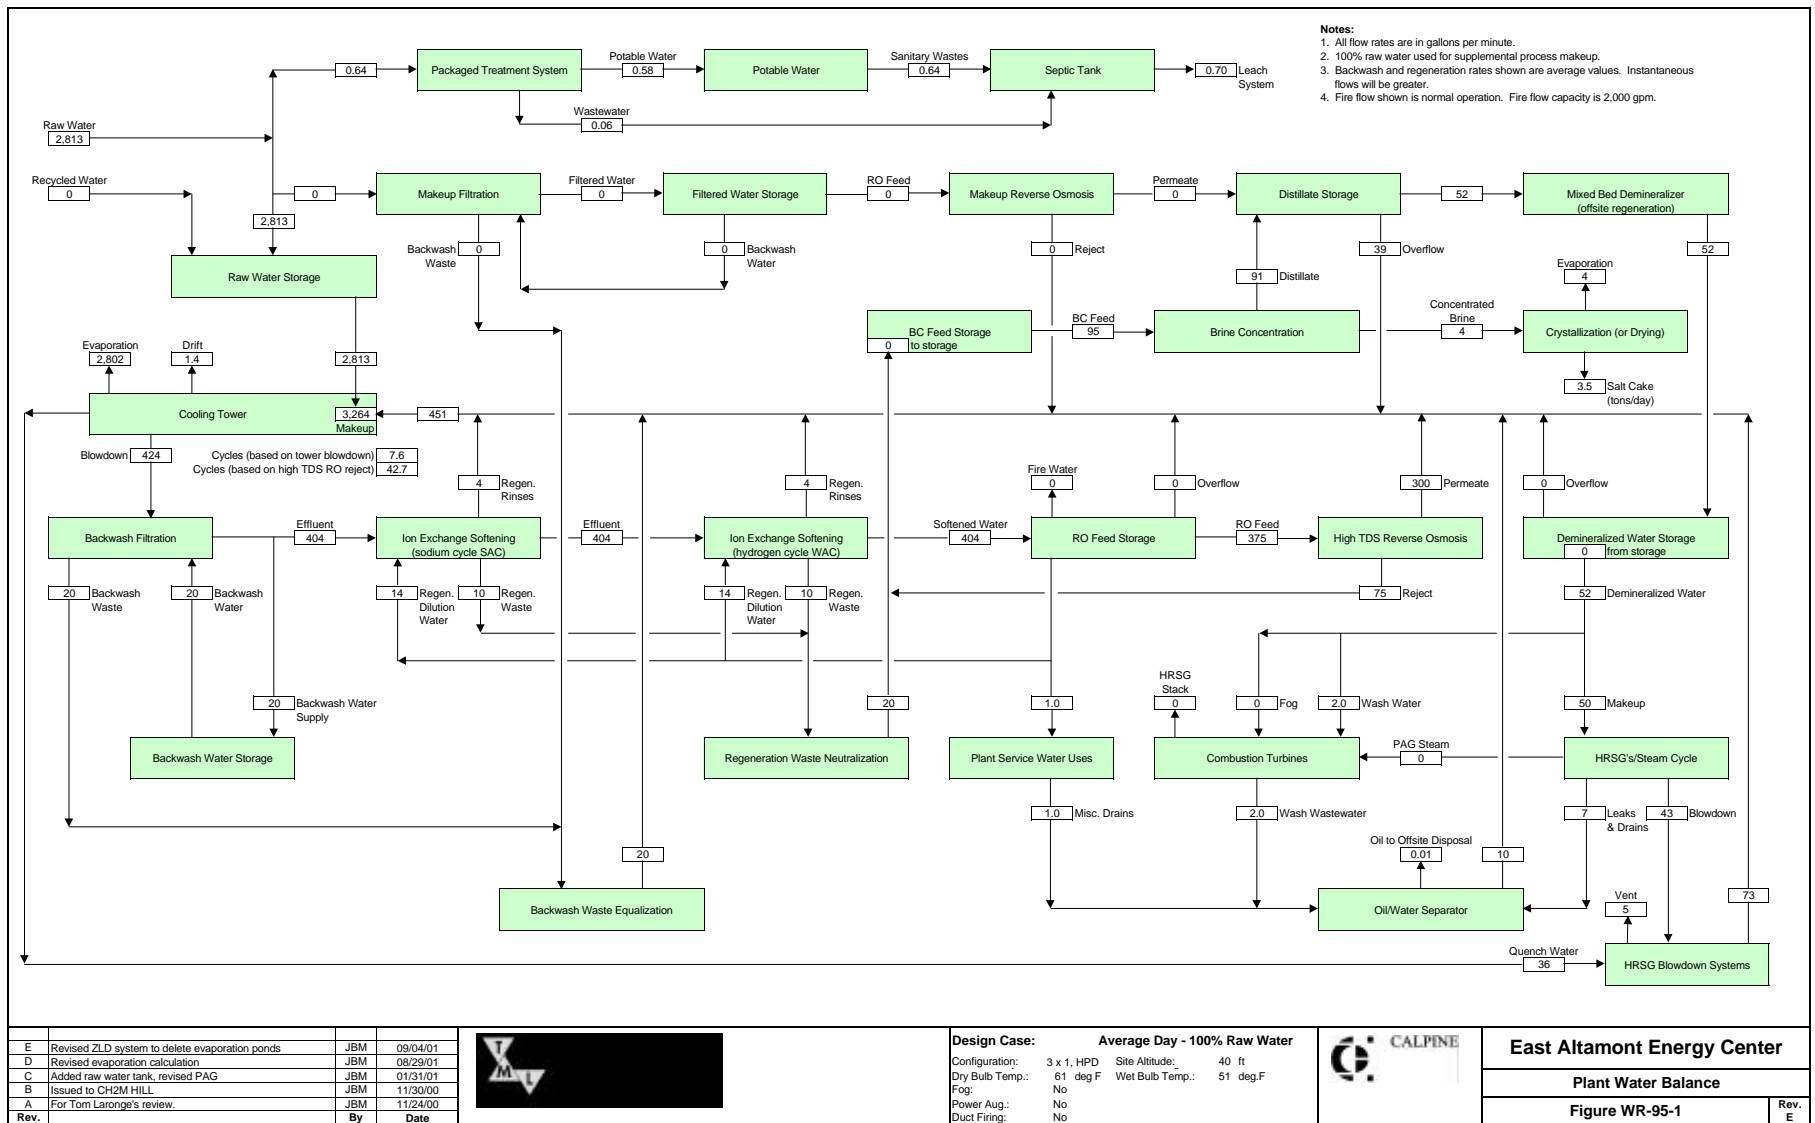 Notes:
1. All flow rates are in gallons per minute.
2. 100% raw water used for supplemental process makeup.
3. Backwash and regeneration rates shown are average values. Instantaneous
flows will be greater.
4. Fire flow shown is normal operation. Fire flow capacity is 2,000 gpm.
0.64
Packaged Treatment System
Potable Water
0.58
Potable Water
Sanitary Wastes
0.64
Septic Tank
0.70
Leach
System
Wastewater
0.06
Raw Water
2,813
Recycled Water
0
0
Makeup Filtration
Filtered Water
0
Filtered Water Storage
RO Feed
0
Makeup Reverse Osmosis
Permeate
0
Distillate Storage
52
Mixed Bed Demineralizer
(offsite regeneration)
2,813
Raw Water Storage
Backwash
Waste
0
0
Backwash
Water
0
Reject
39
Overflow
52
91
Distillate
Evaporation
4
BC Feed Storage
0
to storage
BC Feed
95
Brine Concentration
Concentrated
Brine
4
Crystallization (or Drying)
3.5
Salt Cake
(tons/day)
Evaporation
2,802
Drift
1.4
2,813
Cooling Tower
3,264
Makeup
451
Blowdown
424
Cycles (based on tower blowdown)
7.6
Cycles (based on high TDS RO reject)
42.7
4
Regen.
Rinses
4
Regen.
Rinses
Fire Water
0
0
Overflow
300
Permeate
0
Overflow
Backwash Filtration
Effluent
404
Ion Exchange Softening
(sodium cycle SAC)
Effluent
404
Ion Exchange Softening
(hydrogen cycle WAC)
Softened Water
404
RO Feed Storage
RO Feed
375
High TDS Reverse Osmosis
Demineralized Water Storage
0
from storage
20
Backwash
Waste
20
Backwash
Water
14
Regen.
Dilution
Water
10
Regen.
Waste
14
Regen.
Dilution
Water
10
Regen.
Waste
75
Reject
52
Demineralized Water
20
Backwash Water
Supply
20
1.0
HRSG
Stack
0
0
Fog
2.0
Wash Water
50
Makeup
Backwash Water Storage
Regeneration Waste Neutralization
Plant Service Water Uses
Combustion Turbines
PAG Steam
0
HRSG's/Steam Cycle
1.0
Misc. Drains
2.0
Wash Wastewater
7
Leaks
& Drains
43
Blowdown
20
Oil to Offsite Disposal
0.01
10
Backwash Waste Equalization
Oil/Water Separator
Vent
5
73
Quench Water
36
HRSG Blowdown Systems
E Revised ZLD system to delete evaporation ponds JBM 09/04/01
D Revised evaporation calculation JBM 08/29/01
C Added raw water tank, revised PAG JBM 01/31/01
B Issued to CH2M HILL JBM 11/30/00
A For Tom Laronge's review. JBM 11/24/00
Rev. By Date
T M L
Design Case: Average Day - 100% Raw Water
Configuration: 3 x 1, HPD Site Altitude: 40 ft
Dry Bulb Temp.: 61 deg F Wet Bulb Temp.: 51 deg.F
Fog: No
Power Aug.: No
Duct Firing: No
CALPINE
East Altamont Energy Center
Plant Water Balance
Figure WR-95-1
Rev.
E